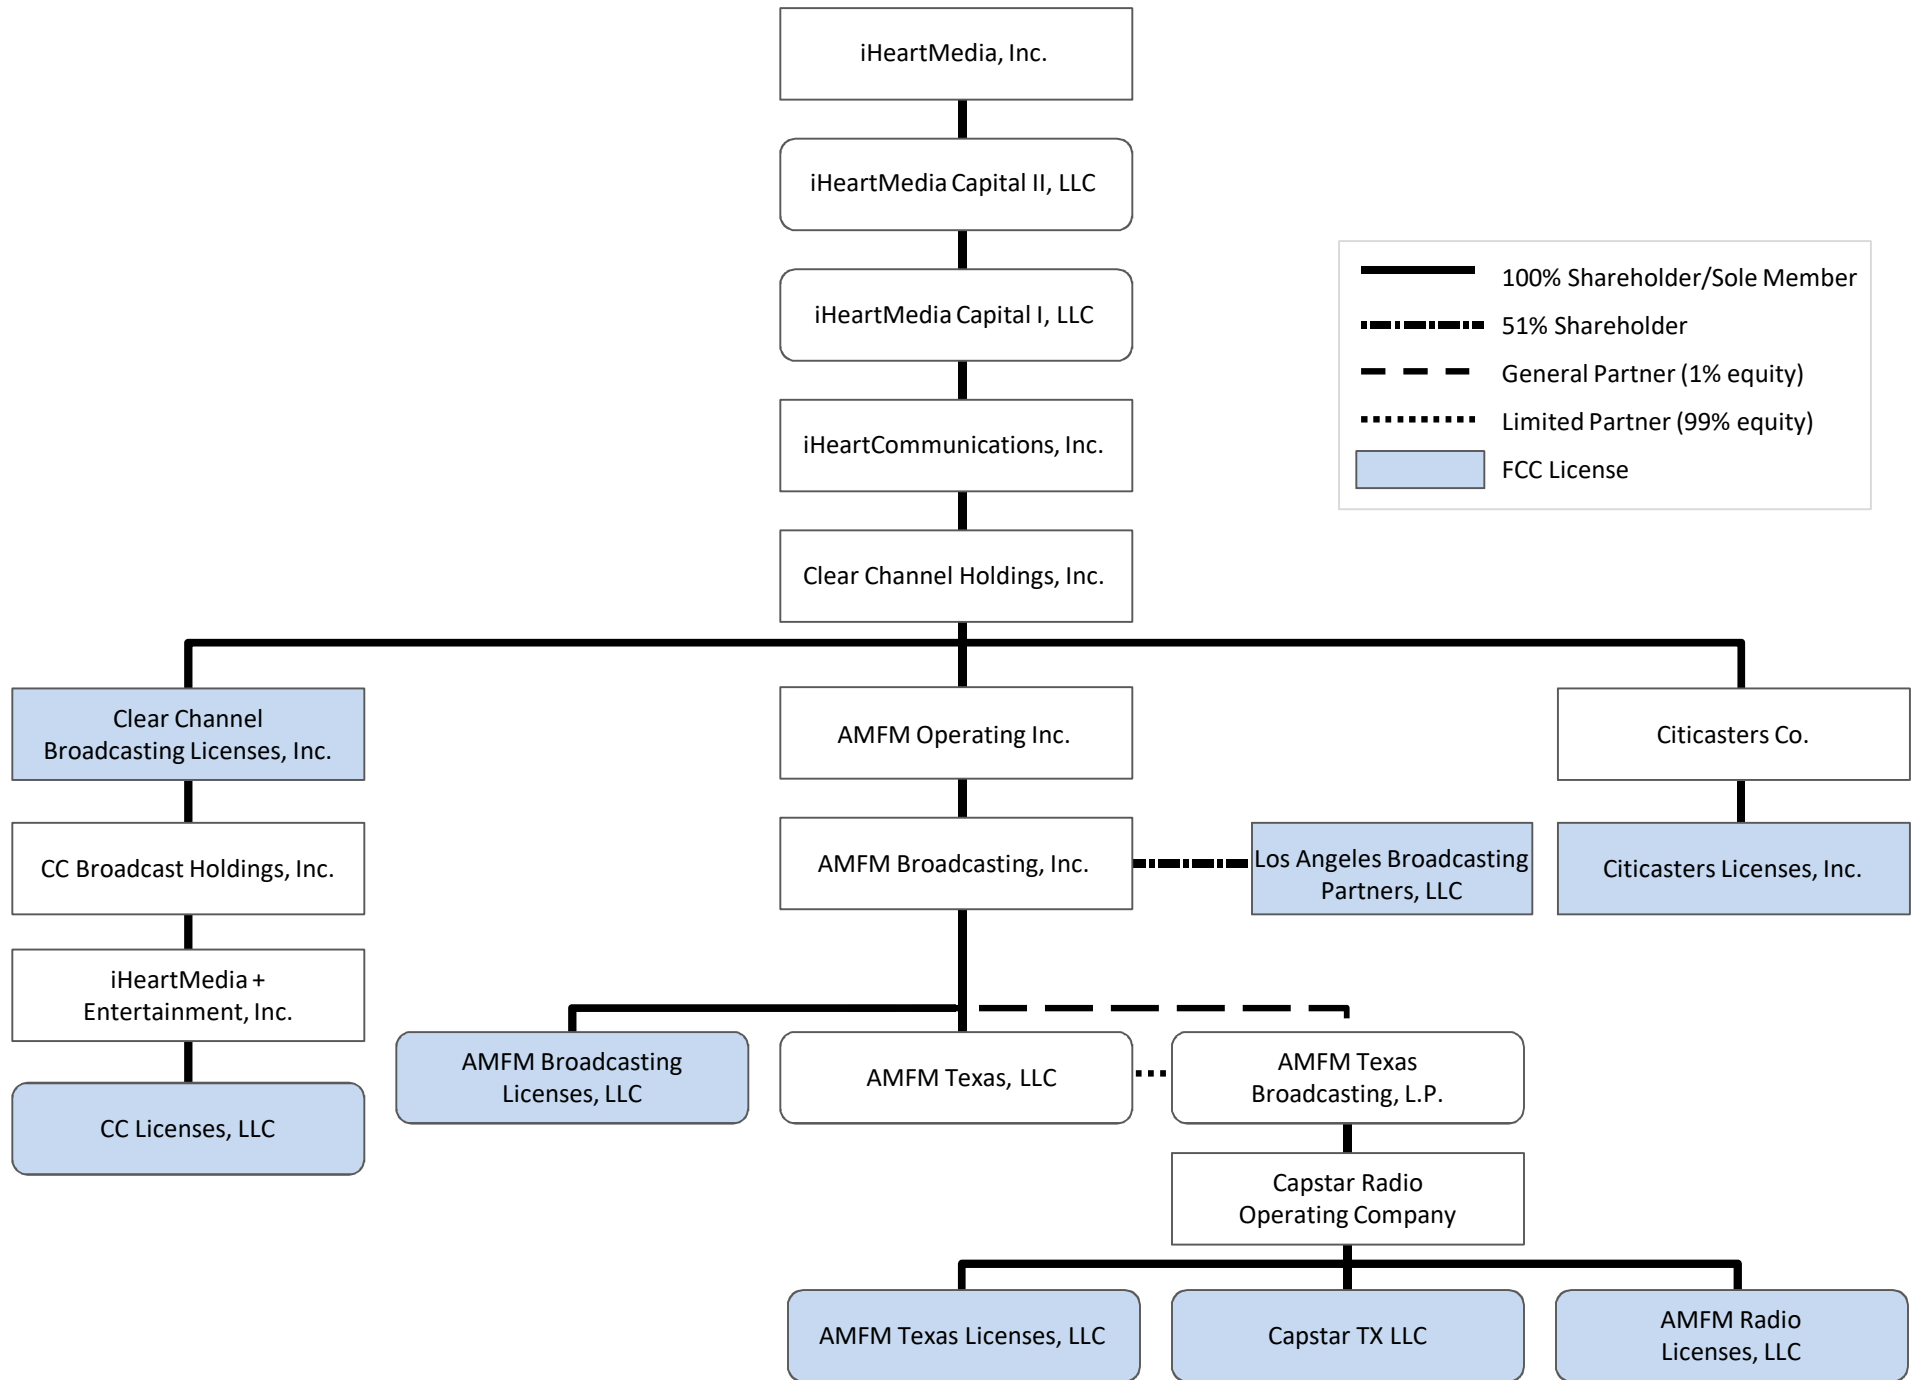 iHeartMedia, Inc.
iHeartMedia Capital II, LLC
iHeartMedia Capital I, LLC
iHeartCommunications, Inc.
Clear Channel Holdings, Inc.
100% Shareholder/Sole Member
51% Shareholder
General Partner (1% equity)
Limited Partner (99% equity)
FCC License
Clear Channel
Broadcasting Licenses, Inc.
AMFM Operating Inc.
Citicasters Co.
CC Broadcast Holdings, Inc.
AMFM Broadcasting, Inc.
Los Angeles Broadcasting
Partners, LLC
Citicasters Licenses, Inc.
iHeartMedia +
Entertainment, Inc.
AMFM Broadcasting
Licenses, LLC
AMFM Texas, LLC
AMFM Texas
Broadcasting, L.P.
CC Licenses, LLC
Capstar Radio
Operating Company
AMFM Texas Licenses, LLC
Capstar TX LLC
AMFM Radio
Licenses, LLC